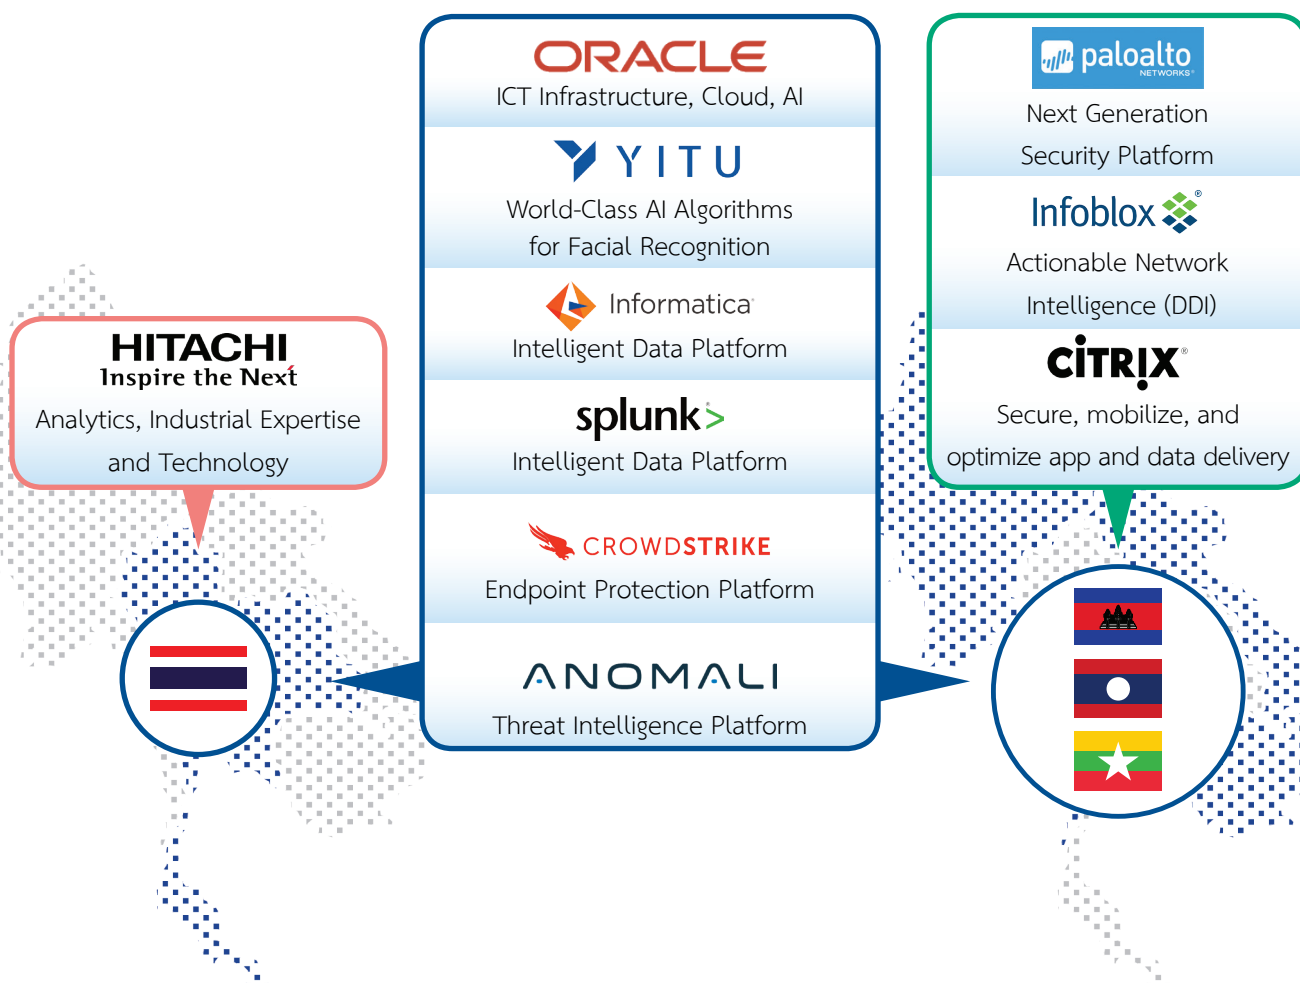 HITACHI
Inspire the Next
Analytics, Industrial Expertise
and Technology
ORACLE
ICT Infrastructure, Cloud, AI
YITU
World-Class AI Algorithms
for Facial Recognition
Informatica
Intelligent Data Platform
splunk>
Intelligent Data Platform
CROWDSTRIKE
Endpoint Protection Platform
ANOMALI
Threat Intelligence Platform
paloalto
NETWORKS®
Next Generation
Security Platform
Infoblox®
Actionable Network
Intelligence (DDI)
CİTRIX®
Secure, mobilize, and
optimize app and data delivery